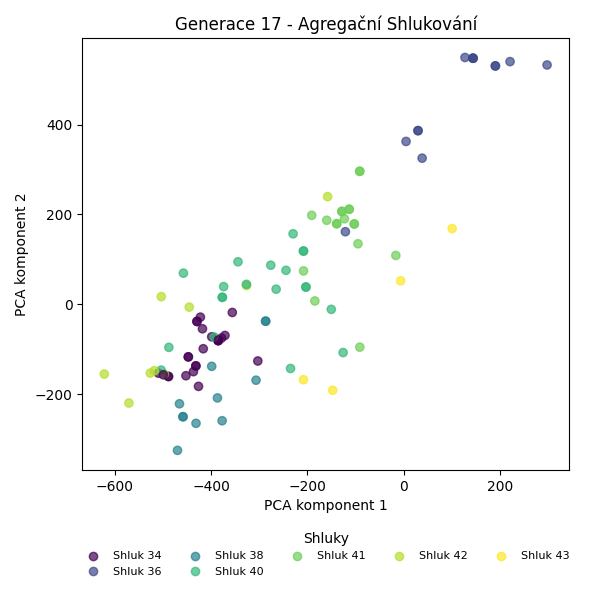 Generace 17 - Agregační Shlukování
PCA komponent 2
400
200
0
−200
−600 −400 −200 0 200
PCA komponent 1
Shluky
Shluk 34 Shluk 38 Shluk 41 Shluk 42 Shluk 43
Shluk 36 Shluk 40